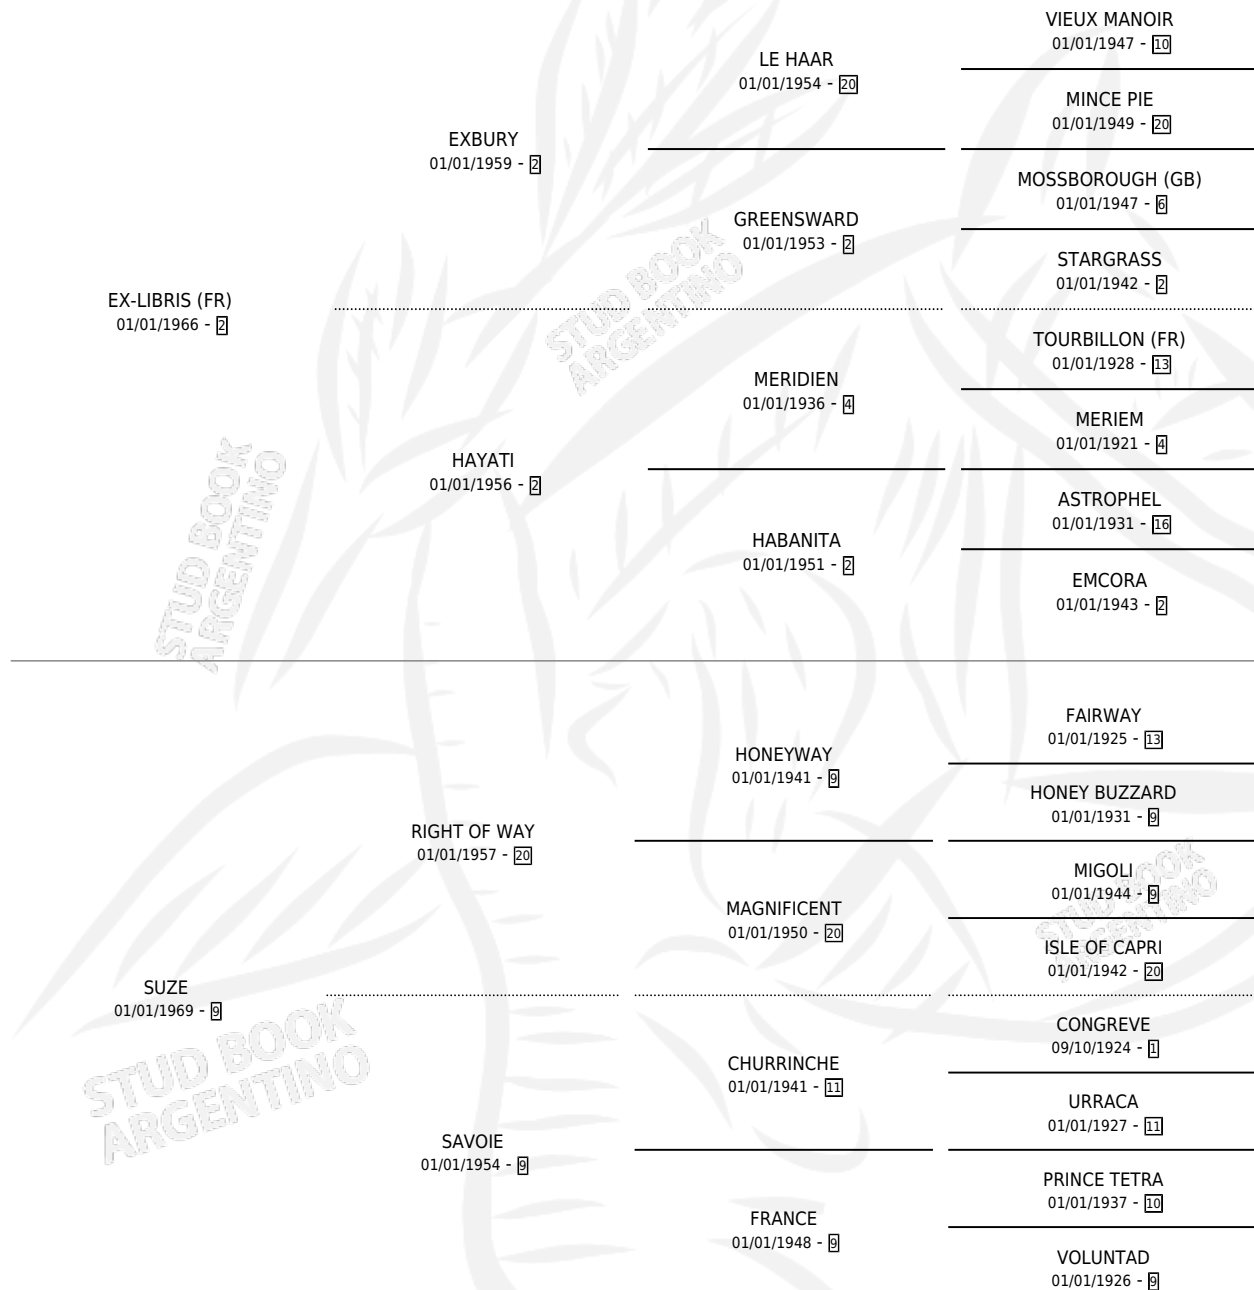 VIEUX MANOIR
01/01/1947 - 10
LE HAAR
01/01/1954 - 20
MINCE PIE
01/01/1949 - 20
EXBURY
01/01/1959 - 2
MOSSBOROUGH (GB)
01/01/1947 - 6
GREENSWARD
01/01/1953 - 2
STARGRASS
01/01/1942 - 2
STUD BOOK
ARGENTINO
EX-LIBRIS (FR)
01/01/1966 - 2
TOURBILLON (FR)
01/01/1928 - 13
MERIDIEN
01/01/1936 - 4
MERIEM
01/01/1921 - 4
HAYATI
01/01/1956 - 2
ASTROPHEL
01/01/1931 - 16
HABANITA
01/01/1951 - 2
EMCORA
01/01/1943 - 2
STUD BOOK
ARGENTINO
FAIRWAY
01/01/1925 - 13
HONEYWAY
01/01/1941 - 9
HONEY BUZZARD
01/01/1931 - 9
RIGHT OF WAY
01/01/1957 - 20
MIGOLI
01/01/1944 - 9
MAGNIFICENT
01/01/1950 - 20
STUD BOOK
ARGENTINO
ISLE OF CAPRI
01/01/1942 - 20
SUZE
01/01/1969 - 9
STUD BOOK
ARGENTINO
CONGREVE
09/10/1924 - 1
CHURRINCHE
01/01/1941 - 11
URRACA
01/01/1927 - 11
SAVOIE
01/01/1954 - 9
PRINCE TETRA
01/01/1937 - 10
FRANCE
01/01/1948 - 9
VOLUNTAD
01/01/1926 - 9